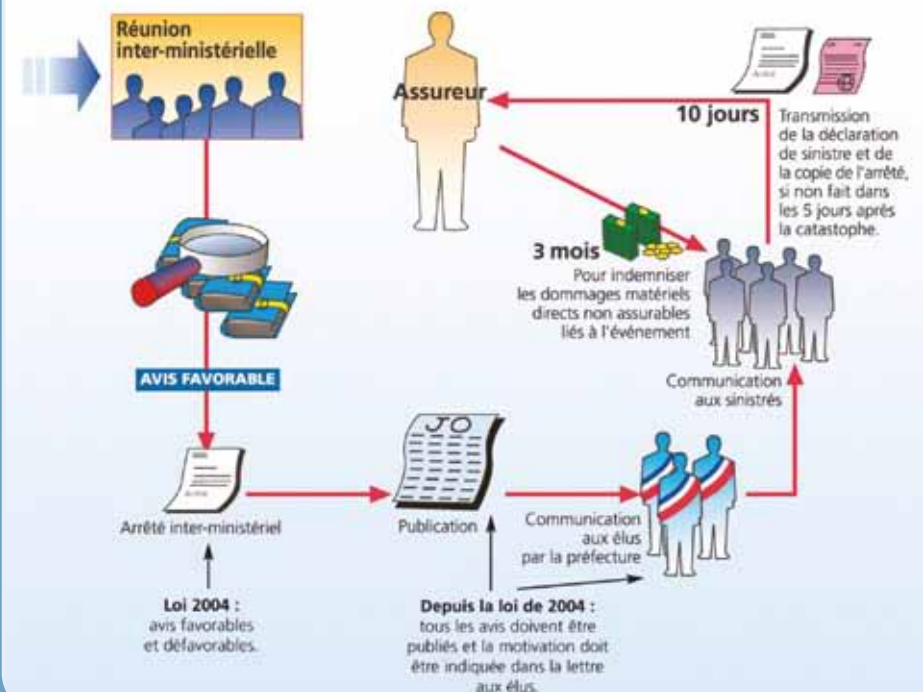 Réunion
inter-ministérielle
AVIS FAVORABLE
Arrêté inter-ministériel
Loi 2004 :
avis favorables
et défavorables.
JO
Publication
Depuis la loi de 2004 :
tous les avis doivent être
publiés et la motivation doit
être indiquée dans la lettre
aux élus.
Communication
aux élus
par la préfecture
Communication
aux sinistrés
10 jours
Transmission
de la déclaration
de sinistre et de
la copie de l'arrêté,
si non fait dans
les 5 jours après
la catastrophe.
Assureur
3 mois
Pour indemniser
les dommages matériels
directs non assurables
liés à l'événement